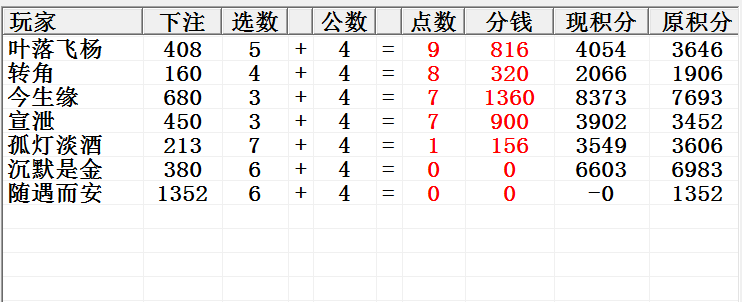 玩家 下注 选数 公数 点数 分钱 现积分 原积分
叶落飞杨 408 5 + 4 = 9 816 4054 3646
转角 160 4 + 4 = 8 320 2066 1906
今生缘 680 3 + 4 = 7 1360 8373 7693
宣泄 450 3 + 4 = 7 900 3902 3452
孤灯淡酒 213 7 + 4 = 1 156 3549 3606
沉默是金 380 6 + 4 = 0 0 6603 6983
随遇而安 1352 6 + 4 = 0 0 -0 1352